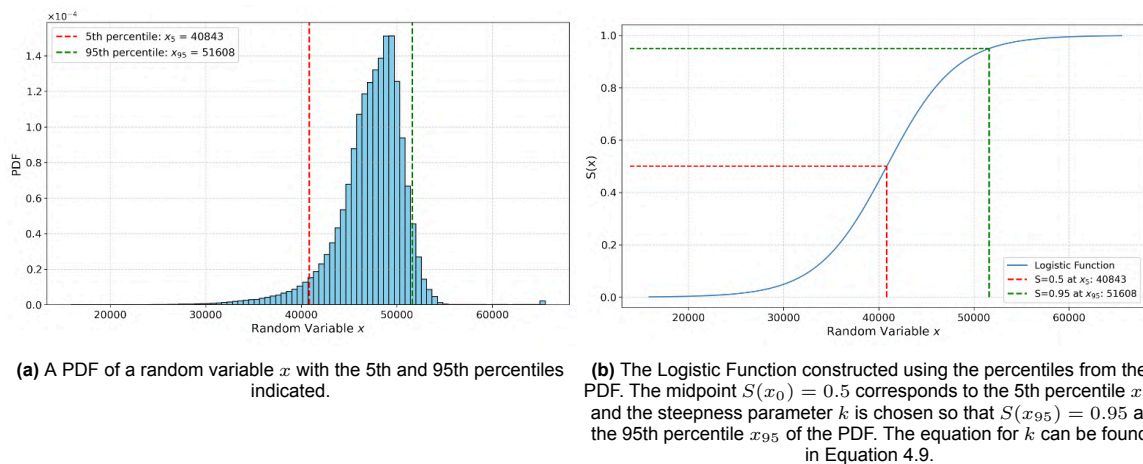 ×10⁻⁴
5th percentile: x₅ = 40843
95th percentile: x₉₅ = 51608
1.4
1.2
1.0
0.8
0.6
0.4
0.2
0.0
PDF
20000 30000 40000 50000 60000
Random Variable x
1.0
0.8
0.6
0.4
0.2
0.0
S(x)
Logistic Function
S=0.5 at x₅: 40843
S=0.95 at x₉₅: 51608
20000 30000 40000 50000 60000
Random Variable x
(a) A PDF of a random variable x with the 5th and 95th percentiles
indicated.
(b) The Logistic Function constructed using the percentiles from the
PDF. The midpoint S(x₀) = 0.5 corresponds to the 5th percentile x
and the steepness parameter k is chosen so that S(x₉₅) = 0.95 a
the 95th percentile x₉₅ of the PDF. The equation for k can be found
in Equation 4.9.